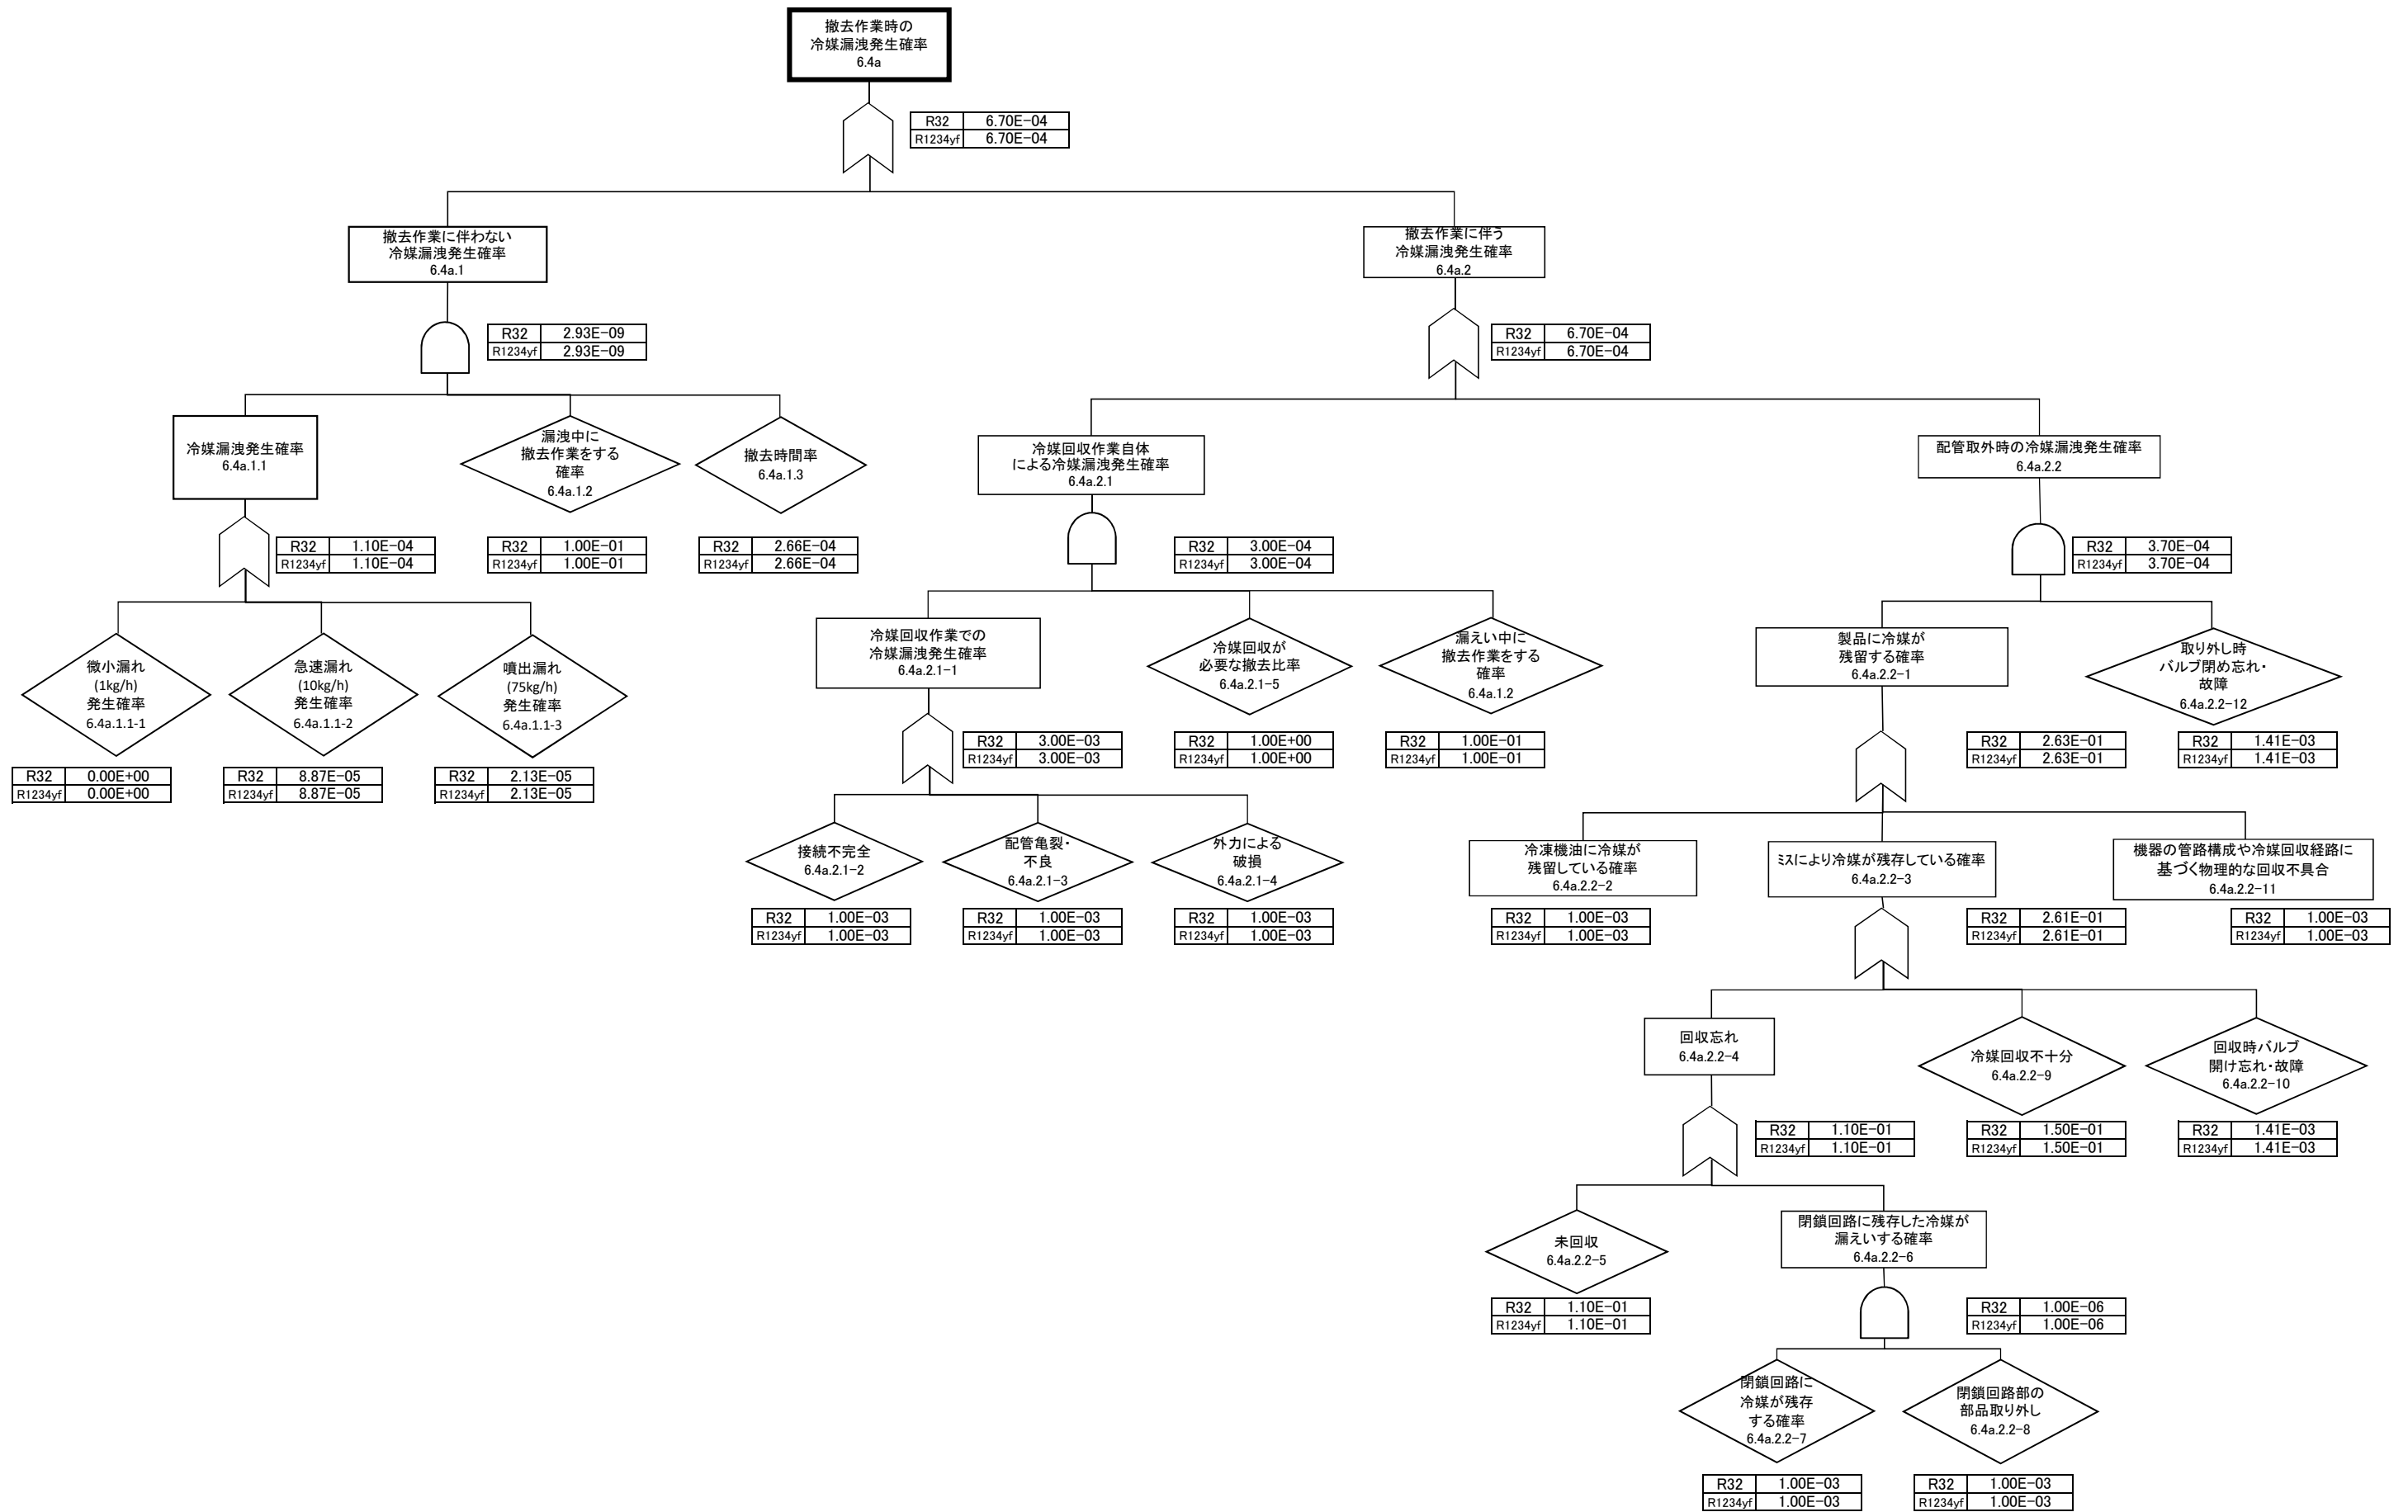 撤去作業時の
冷媒漏洩発生確率
6.4a
R32 6.70E-04
R1234yf 6.70E-04
撤去作業に伴わない
冷媒漏洩発生確率
6.4a.1
撤去作業に伴う
冷媒漏洩発生確率
6.4a.2
R32 2.93E-09
R1234yf 2.93E-09
R32 6.70E-04
R1234yf 6.70E-04
冷媒漏洩発生確率
6.4a.1.1
漏洩中に
撤去作業をする
確率
6.4a.1.2
撤去時間率
6.4a.1.3
冷媒回収作業自体
による冷媒漏洩発生確率
6.4a.2.1
配管取外時の冷媒漏洩発生確率
6.4a.2.2
R32 1.10E-04
R1234yf 1.10E-04
R32 1.00E-01
R1234yf 1.00E-01
R32 2.66E-04
R1234yf 2.66E-04
R32 3.00E-04
R1234yf 3.00E-04
R32 3.70E-04
R1234yf 3.70E-04
微小漏れ
(1kg/h)
発生確率
6.4a.1.1-1
急速漏れ
(10kg/h)
発生確率
6.4a.1.1-2
噴出漏れ
(75kg/h)
発生確率
6.4a.1.1-3
冷媒回収作業での
冷媒漏洩発生確率
6.4a.2.1-1
冷媒回収が
必要な撤去比率
6.4a.2.1-5
漏えい中に
撤去作業をする
確率
6.4a.1.2
製品に冷媒が
残留する確率
6.4a.2.2-1
取り外し時
バルブ閉め忘れ・
故障
6.4a.2.2-12
R32 0.00E+00
R1234yf 0.00E+00
R32 8.87E-05
R1234yf 8.87E-05
R32 2.13E-05
R1234yf 2.13E-05
R32 3.00E-03
R1234yf 3.00E-03
R32 1.00E+00
R1234yf 1.00E+00
R32 1.00E-01
R1234yf 1.00E-01
R32 2.63E-01
R1234yf 2.63E-01
R32 1.41E-03
R1234yf 1.41E-03
接続不完全
6.4a.2.1-2
配管亀裂・
不良
6.4a.2.1-3
外力による
破損
6.4a.2.1-4
冷凍機油に冷媒が
残留している確率
6.4a.2.2-2
ミスにより冷媒が残存している確率
6.4a.2.2-3
機器の管路構成や冷媒回収経路に
基づく物理的な回収不具合
6.4a.2.2-11
R32 1.00E-03
R1234yf 1.00E-03
R32 1.00E-03
R1234yf 1.00E-03
R32 1.00E-03
R1234yf 1.00E-03
R32 1.00E-03
R1234yf 1.00E-03
R32 2.61E-01
R1234yf 2.61E-01
R32 1.00E-03
R1234yf 1.00E-03
回収忘れ
6.4a.2.2-4
冷媒回収不十分
6.4a.2.2-9
回収時バルブ
開け忘れ・故障
6.4a.2.2-10
R32 1.10E-01
R1234yf 1.10E-01
R32 1.50E-01
R1234yf 1.50E-01
R32 1.41E-03
R1234yf 1.41E-03
未回収
6.4a.2.2-5
閉鎖回路に残存した冷媒が
漏えいする確率
6.4a.2.2-6
R32 1.10E-01
R1234yf 1.10E-01
R32 1.00E-06
R1234yf 1.00E-06
閉鎖回路に
冷媒が残存
する確率
6.4a.2.2-7
閉鎖回路部の
部品取り外し
6.4a.2.2-8
R32 1.00E-03
R1234yf 1.00E-03
R32 1.00E-03
R1234yf 1.00E-03